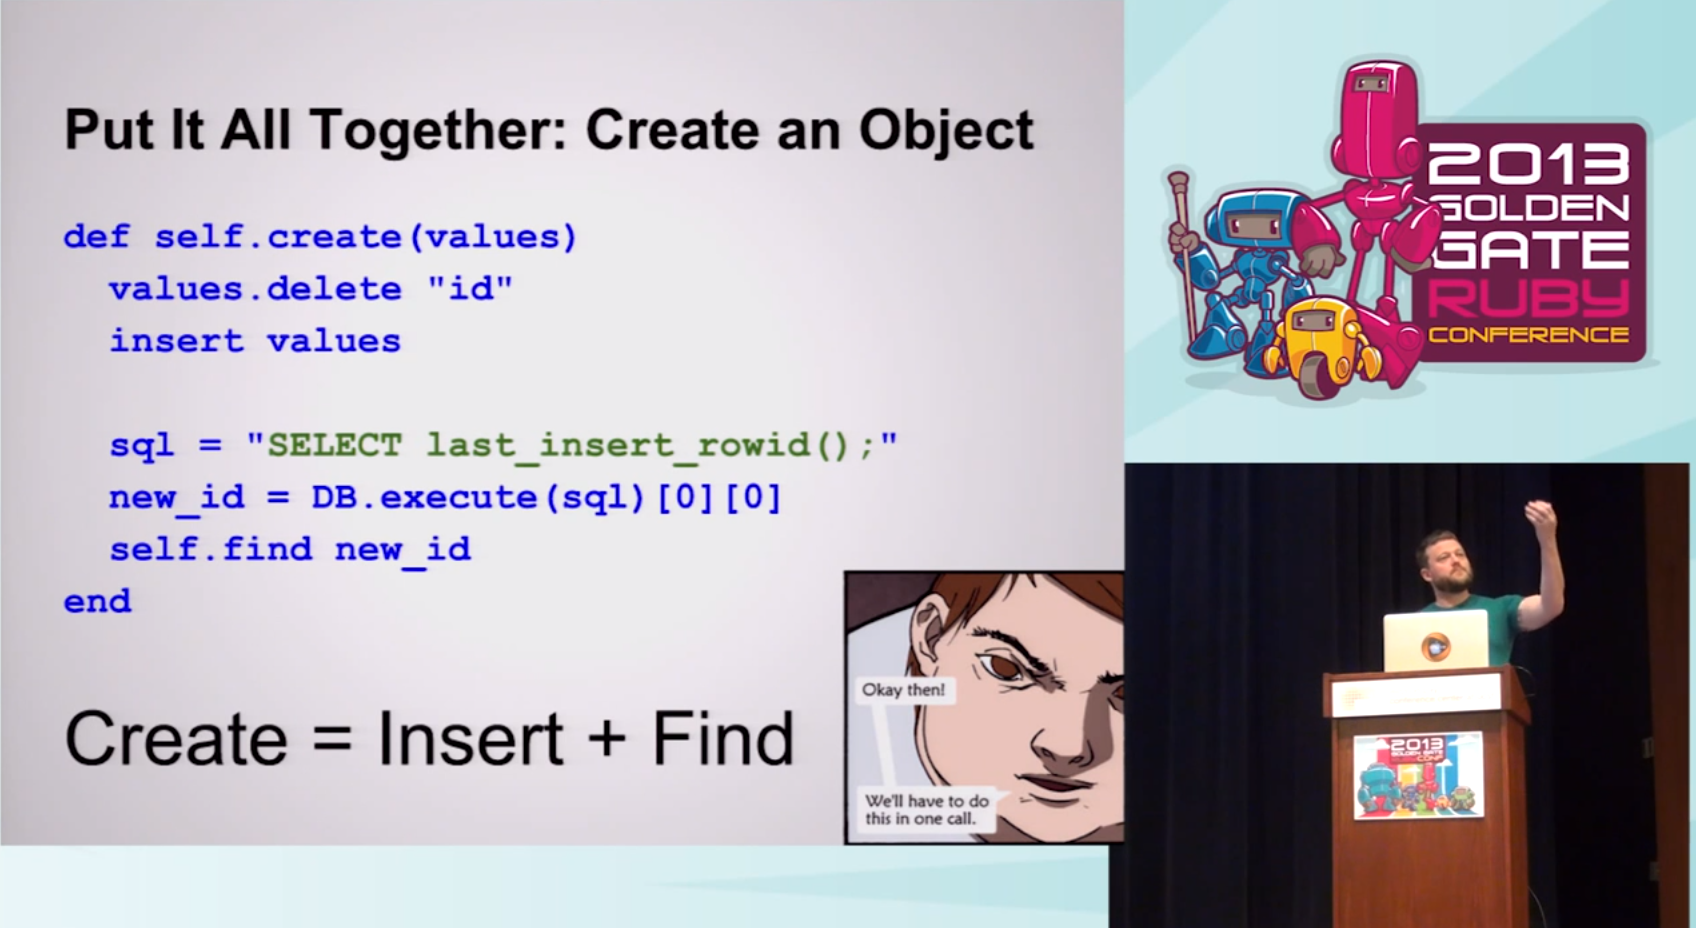 Put It All Together: Create an Object
def self.create(values)
values.delete "id"
insert values
sql = "SELECT last_insert_rowid();"
new_id = DB.execute(sql)[0][0]
self.find new_id
end
Create = Insert + Find
Okay then!
We'll have to do
this in one call.
2013
GOLDEN
GATE
RUBY
CONFERENCE
2013
GOLDEN GATE